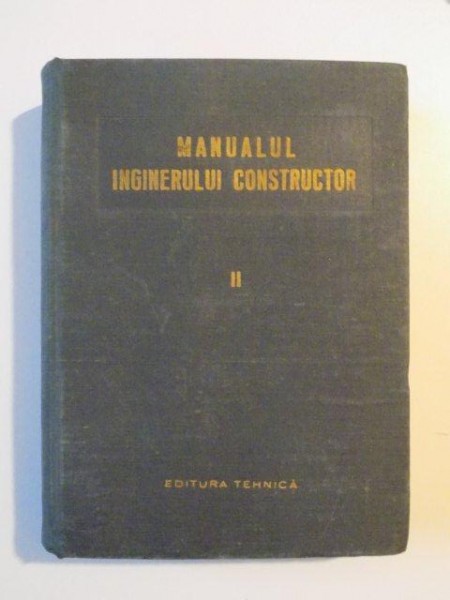 MANUALUL
INGINERULUI CONSTRUCTOR
II
EDITURA TEHNICĂ